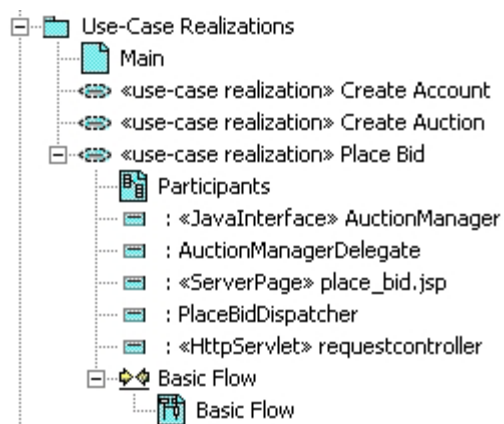 Use-Case Realizations
Main
«use-case realization» Create Account
«use-case realization» Create Auction
«use-case realization» Place Bid
Participants
: «JavaInterface» AuctionManager
: AuctionManagerDelegate
: «ServerPage» place_bid.jsp
: PlaceBidDispatcher
: «HttpServlet» requestcontroller
Basic Flow
Basic Flow